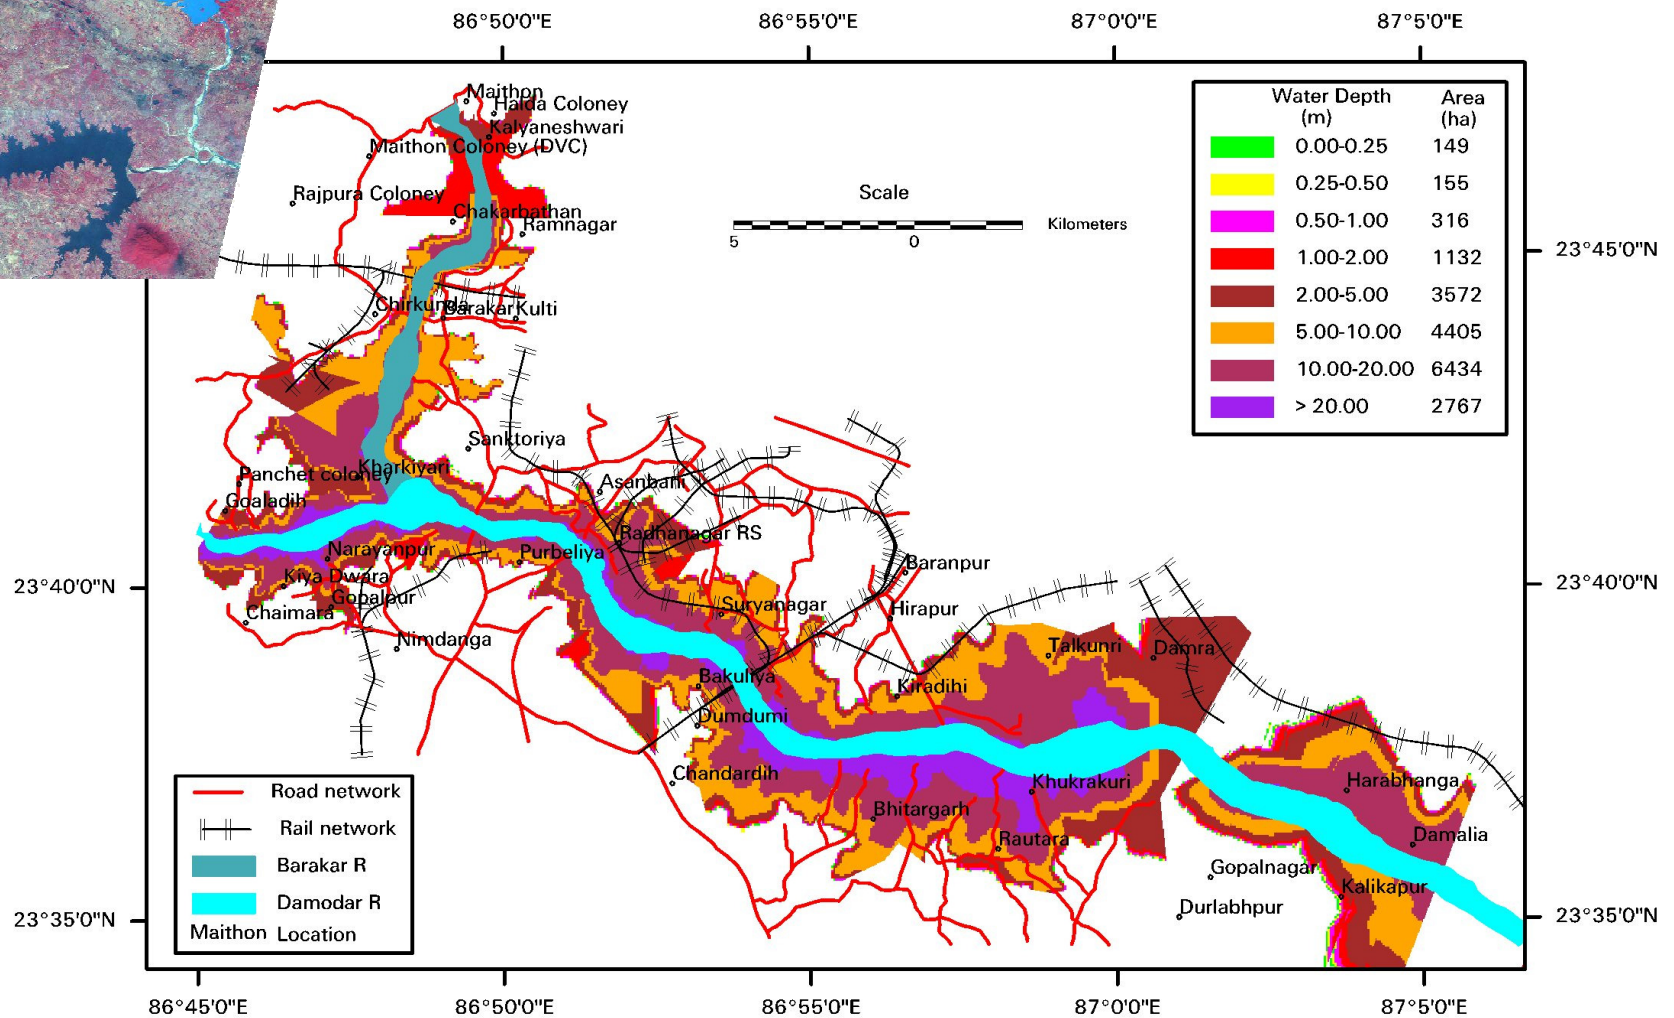 86°50'0"E 86°55'0"E 87°0'0"E 87°5'0"E
Maithon
Halda Coloney
Kalyaneshwari
Maithon Coloney (DVC)
Rajpura Coloney
Chakarbathan
Ramnagar
Scale
5 0 Kilometers
Water Depth (m) Area (ha)
0.00-0.25 149
0.25-0.50 155
0.50-1.00 316
1.00-2.00 1132
2.00-5.00 3572
5.00-10.00 4405
10.00-20.00 6434
> 20.00 2767
23°45'0"N
Chirkunda
Barakar Kulti
Sanktoriya
Kharkiyari
Panchet coloney
Asanbani
Goaladih
Radhanagar RS
Narayanpur
Purbeliya
Baranpur
Kiya Dwara
23°40'0"N 23°40'0"N
Gopalpur
Suryanagar
Hirapur
Chaimara
Nimdanga
Talkunri
Damra
Bakuliya
Kiradihi
Dumdumi
Chandardih
Khukrakuri
Harabhanga
Bhitargarh
Rautara
Damalia
Gopalnagar
Kalikapur
Durlabhpur
Road network
Rail network
Barakar R
Damodar R
Maithon Location
23°35'0"N 23°35'0"N
86°45'0"E 86°50'0"E 86°55'0"E 87°0'0"E 87°5'0"E